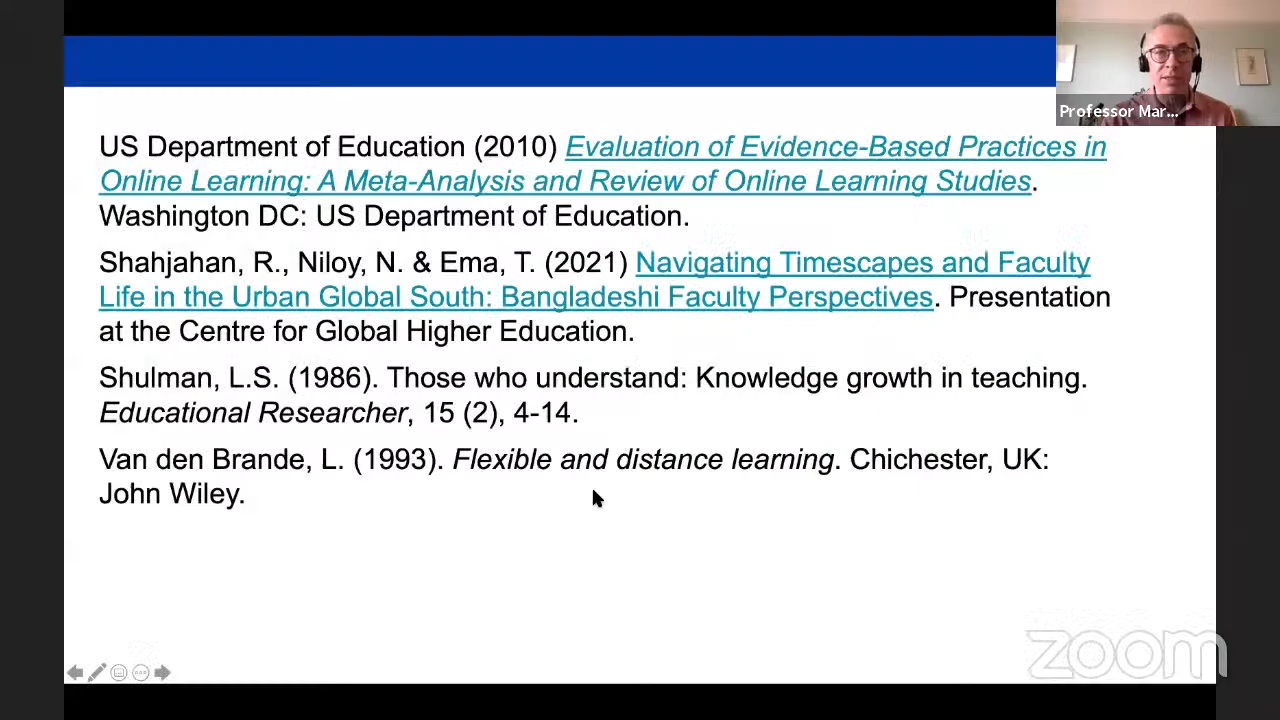 Professor Mar...
US Department of Education (2010) Evaluation of Evidence-Based Practices in
Online Learning: A Meta-Analysis and Review of Online Learning Studies.
Washington DC: US Department of Education.
Shahjahan, R., Niloy, N. & Ema, T. (2021) Navigating Timescapes and Faculty
Life in the Urban Global South: Bangladeshi Faculty Perspectives. Presentation
at the Centre for Global Higher Education.
Shulman, L.S. (1986). Those who understand: Knowledge growth in teaching.
Educational Researcher, 15 (2), 4-14.
Van den Brande, L. (1993). Flexible and distance learning. Chichester, UK:
John Wiley.
zoom